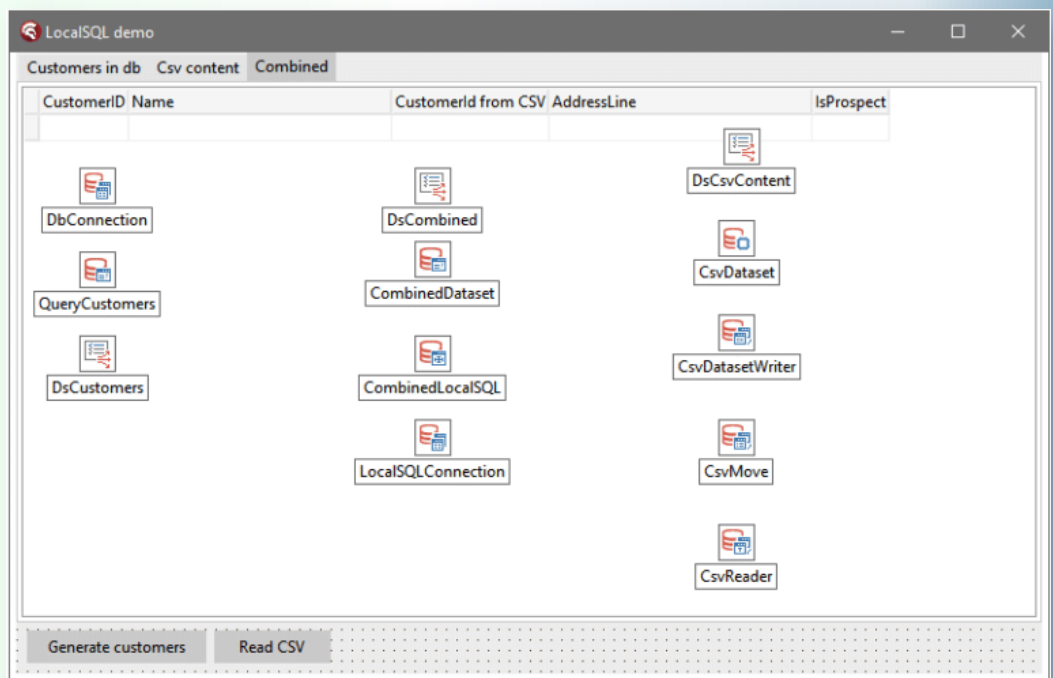 LocalSQL demo
Customers in db Csv content Combined
CustomerID Name CustomerId from CSV AddressLine IsProspect
DsCsvContent
DbConnection DsCombined
CsvDataset
QueryCustomers CombinedDataset
CsvDatasetWriter
DsCustomers CombinedLocalSQL
LocalSQLConnection CsvMove
CsvReader
Generate customers Read CSV